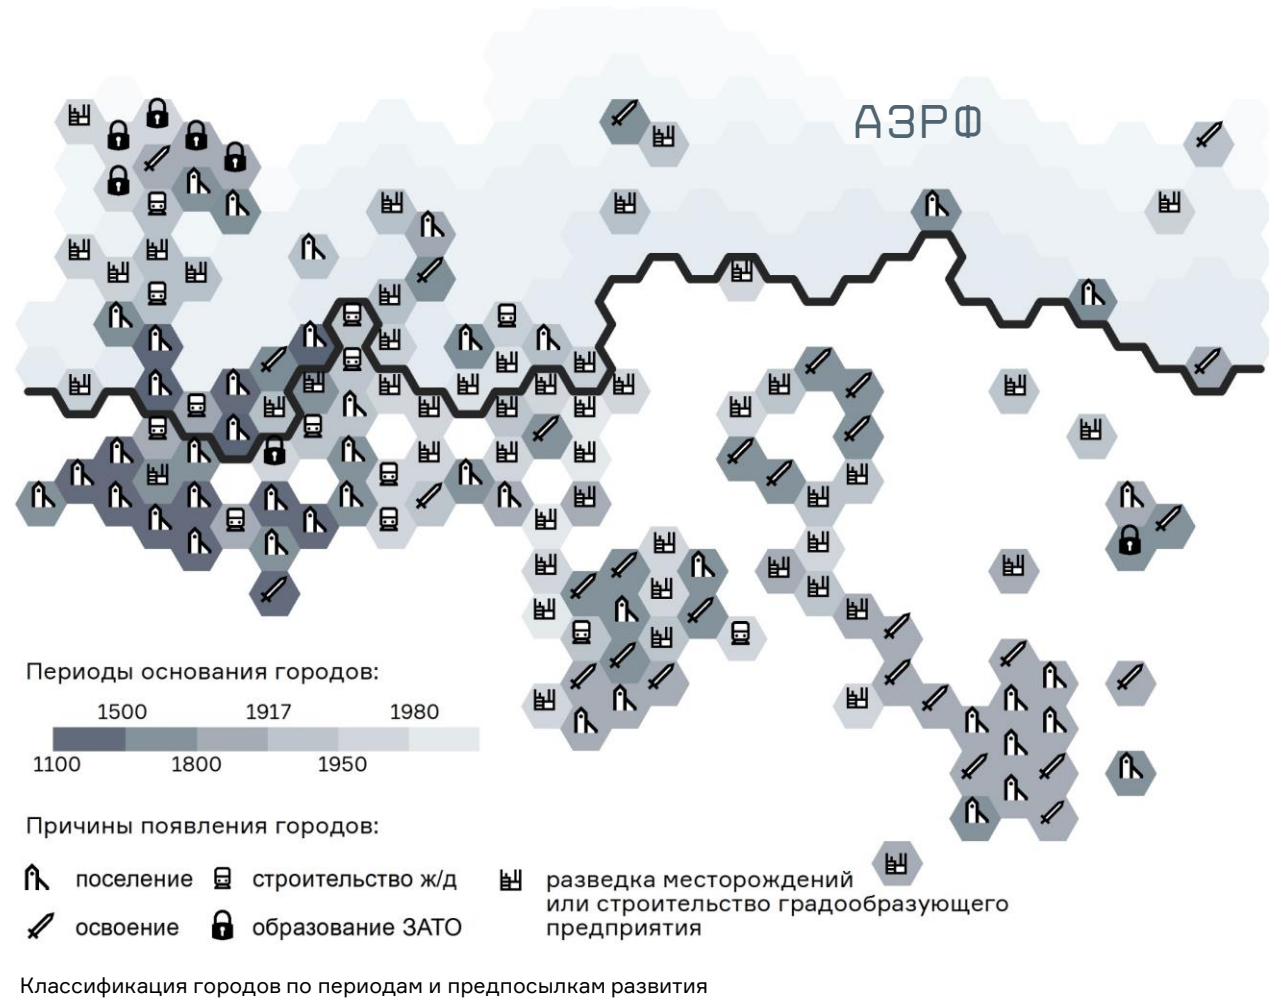 АЗРФ
Периоды основания городов:
1500 1917 1980
1100 1800 1950
Причины появления городов:
поселение строительство ж/д разведка месторождений
или строительство градообразующего
освоение образование ЗАТО предприятия
Классификация городов по периодам и предпосылкам развития